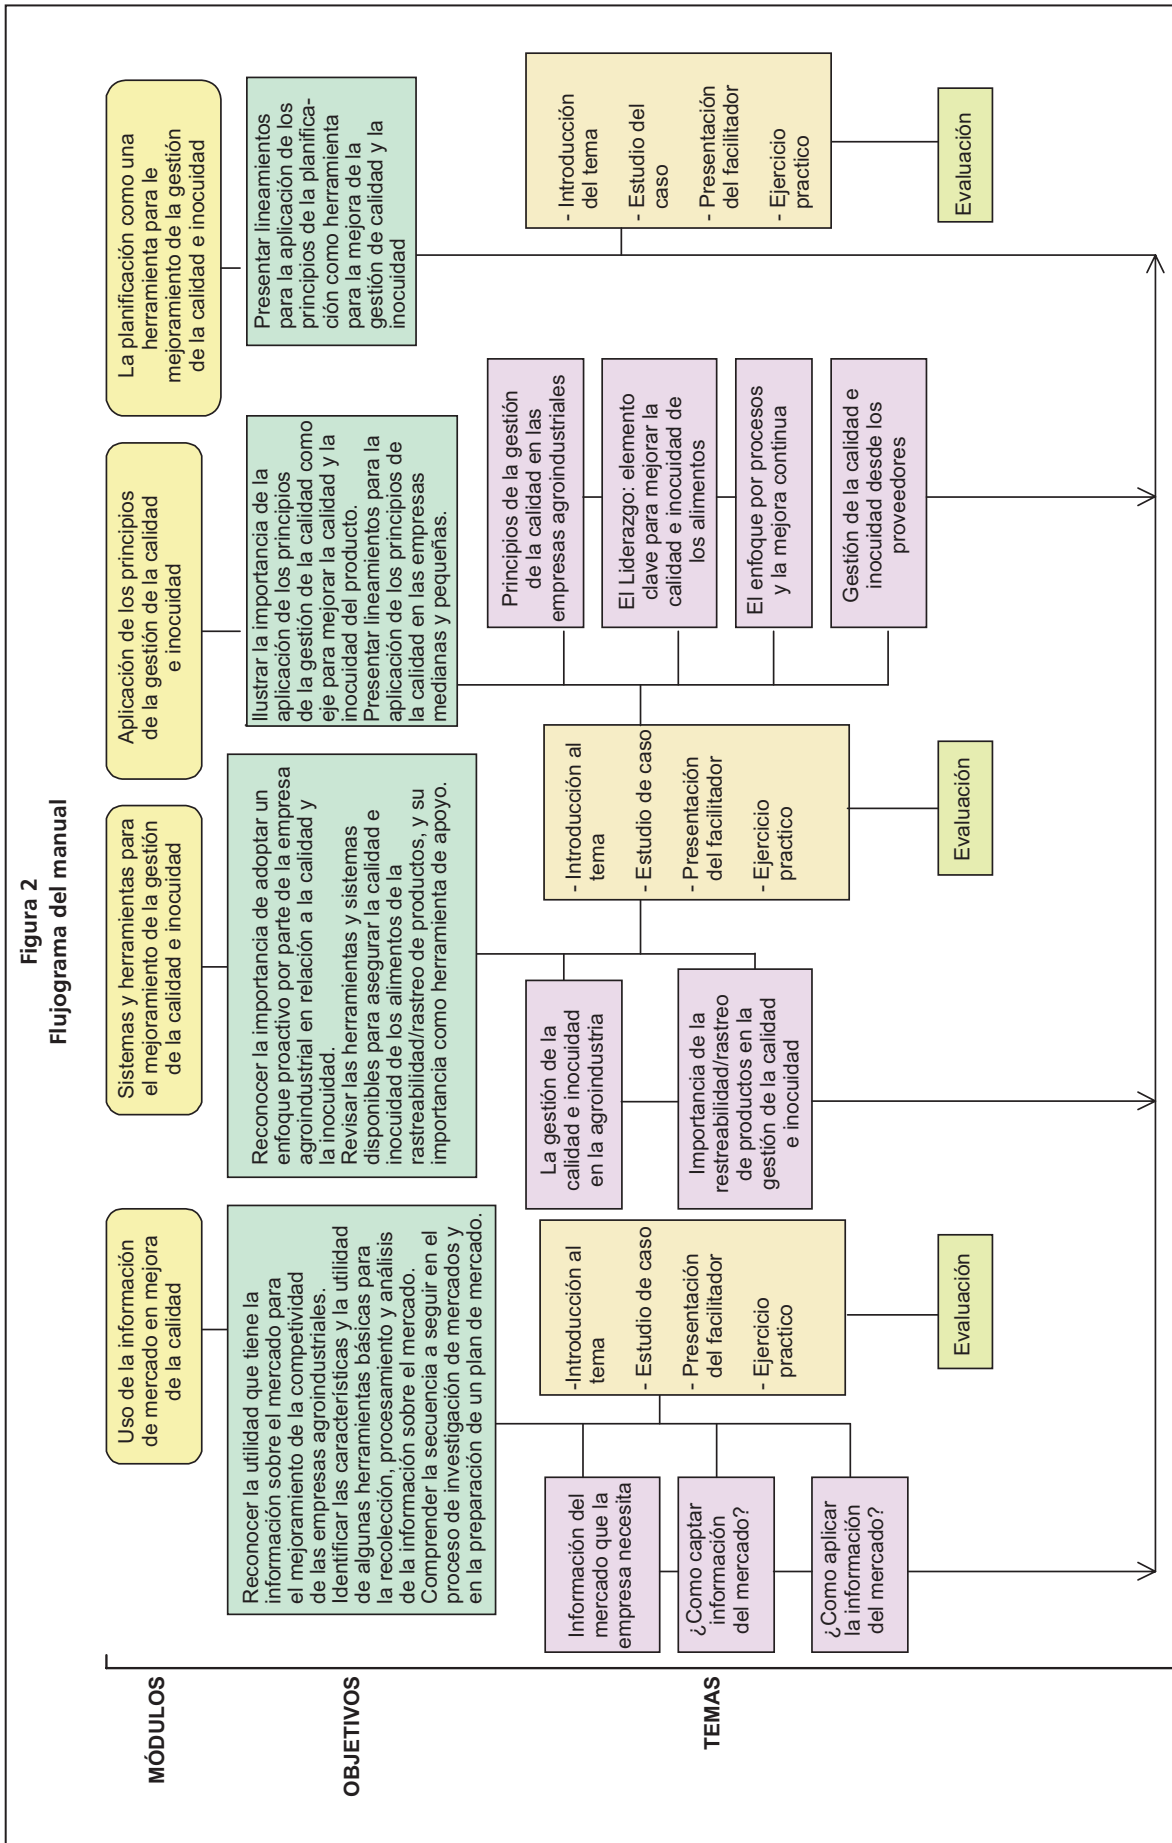 Figura 2
Flujograma del manual
MÓDULOS
Uso de la información
de mercado en mejora
de la calidad
Sistemas y herramientas para
el mejoramiento de la gestión
de la calidad e inocuidad
Aplicación de los principios
de la gestión de la calidad
e inocuidad
La planificación como una
herramienta para le
mejoramiento de la gestión
de la calidad e inocuidad
OBJETIVOS
Reconocer la utilidad que tiene la
información sobre el mercado para
el mejoramiento de la competividad
de las empresas agroindustriales.
Identificar las características y la utilidad
de algunas herramientas básicas para
la recolección, procesamiento y análisis
de la información sobre el mercado.
Comprender la secuencia a seguir en el
proceso de investigación de mercados y
en la preparación de un plan de mercado.
Reconocer la importancia de adoptar un
enfoque proactivo por parte de la empresa
agroindustrial en relación a la calidad y
la inocuidad.
Revisar las herramientas y sistemas
disponibles para asegurar la calidad e
inocuidad de los alimentos de la
rastreabilidad/rastreo de productos, y su
importancia como herramienta de apoyo.
Ilustrar la importancia de la
aplicación de los principios
de la gestión de la calidad como
eje para mejorar la calidad y la
inocuidad del producto.
Presentar lineamientos para la
aplicación de los principios de
la calidad en las empresas
medianas y pequeñas.
Presentar lineamientos
para la aplicación de los
principios de la planifica-
ción como herramienta
para la mejora de la
gestión de calidad y la
inocuidad
TEMAS
Información del
mercado que la
empresa necesita
¿Como captar
información
del mercado?
¿Como aplicar
la información
del mercado?
-Introducción al
tema
- Estudio de caso
- Presentación
del facilitador
- Ejercicio
practico
Evaluación
La gestión de la
calidad e inocuidad
en la agroindustria
Importancia de la
restreabilidad/rastreo
de productos en la
gestión de la calidad
e inocuidad
- Introducción al
tema
- Estudio de caso
- Presentación
del facilitador
- Ejercicio
practico
Evaluación
Principios de la gestión
de la calidad en las
empresas agroindustriales
El Liderazgo: elemento
clave para mejorar la
calidad e inocuidad de
los alimentos
El enfoque por procesos
y la mejora continua
Gestión de la calidad e
inocuidad desde los
proveedores
- Introducción
del tema
- Estudio del
caso
- Presentación
del facilitador
- Ejercicio
practico
Evaluación